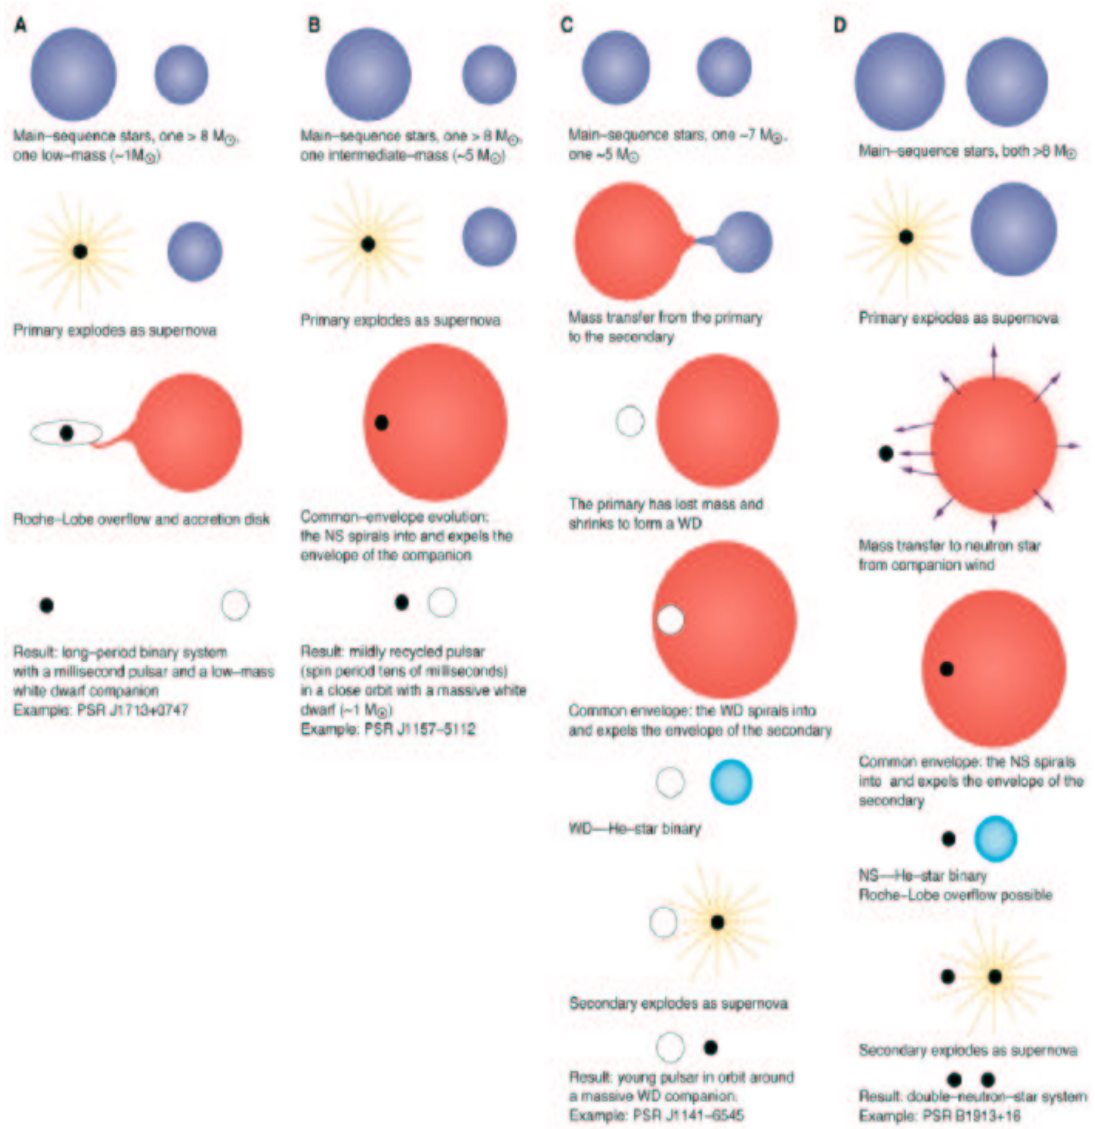 A
Main–sequence stars, one > 8 M☉,
one low–mass (~1M☉)
Primary explodes as supernova
Roche–Lobe overflow and accretion disk
Result: long–period binary system
with a millisecond pulsar and a low–mass
white dwarf companion
Example: PSR J1713+0747
B
Main–sequence stars, one > 8 M☉,
one intermediate–mass (~5 M☉)
Primary explodes as supernova
Common–envelope evolution:
the NS spirals into and expels the
envelope of the companion
Result: mildly recycled pulsar
(spin period tens of milliseconds)
in a close orbit with a massive white
dwarf (~1 M☉)
Example: PSR J1157–5112
C
Main–sequence stars, one ~7 M☉,
one ~5 M☉
Mass transfer from the primary
to the secondary
The primary has lost mass and
shrinks to form a WD
Common envelope: the WD spirals into
and expels the envelope of the secondary
WD—He–star binary
Secondary explodes as supernova
Result: young pulsar in orbit around
a massive WD companion.
Example: PSR J1141–6545
D
Main–sequence stars, both >8 M☉
Primary explodes as supernova
Mass transfer to neutron star
from companion wind
Common envelope: the NS spirals
into and expels the envelope of the
secondary
NS—He–star binary
Roche–Lobe overflow possible
Secondary explodes as supernova
Result: double–neutron–star system
Example: PSR B1913+16